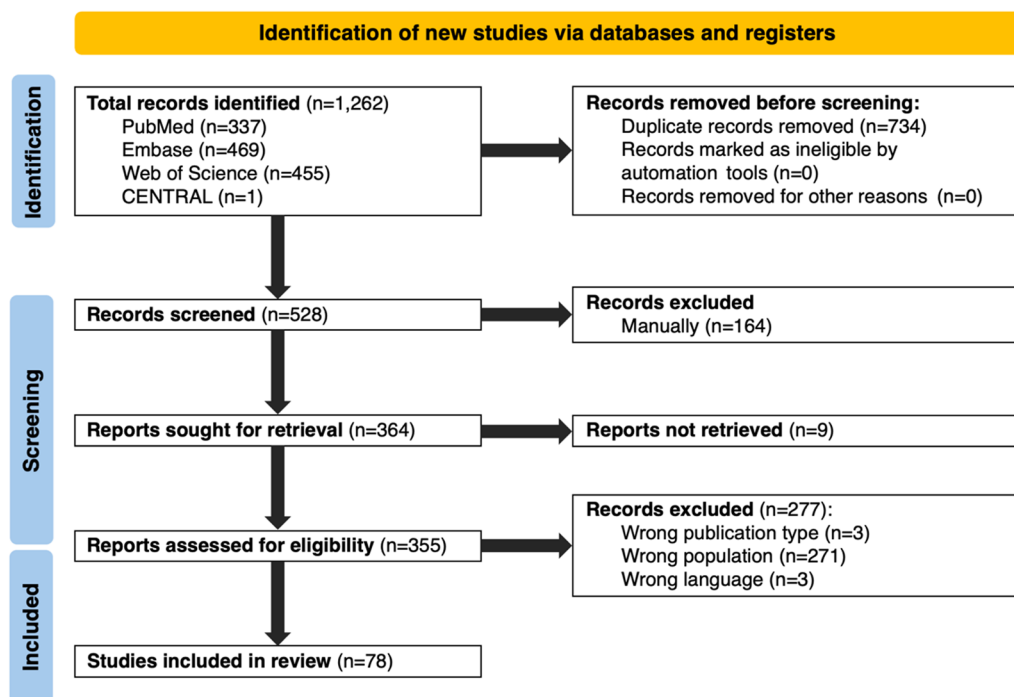 Identification of new studies via databases and registers
Identification
Total records identified (n=1,262)
PubMed (n=337)
Embase (n=469)
Web of Science (n=455)
CENTRAL (n=1)
Records removed before screening:
Duplicate records removed (n=734)
Records marked as ineligible by
automation tools (n=0)
Records removed for other reasons (n=0)
Screening
Records screened (n=528)
Records excluded
Manually (n=164)
Reports sought for retrieval (n=364)
Reports not retrieved (n=9)
Reports assessed for eligibility (n=355)
Records excluded (n=277):
Wrong publication type (n=3)
Wrong population (n=271)
Wrong language (n=3)
Included
Studies included in review (n=78)